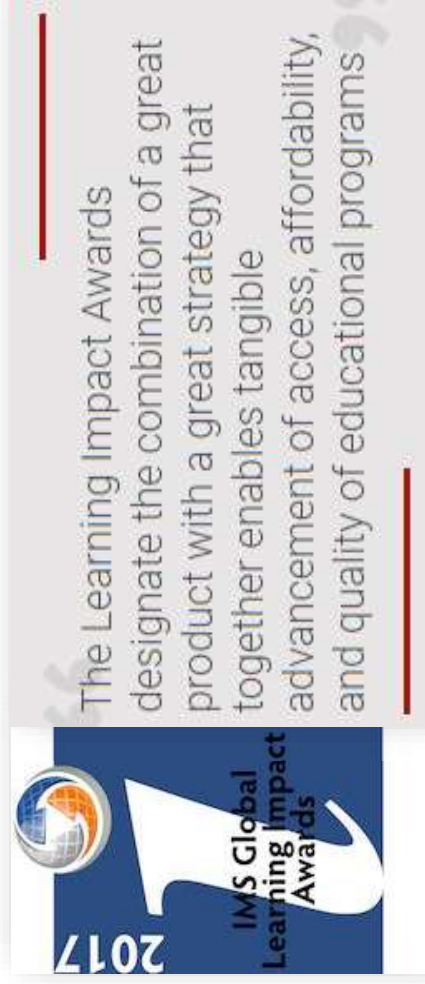 2017
IMS Global
Learning Impact
Awards
“The Learning Impact Awards
designate the combination of a great
product with a great strategy that
together enables tangible
advancement of access, affordability,
and quality of educational programs”